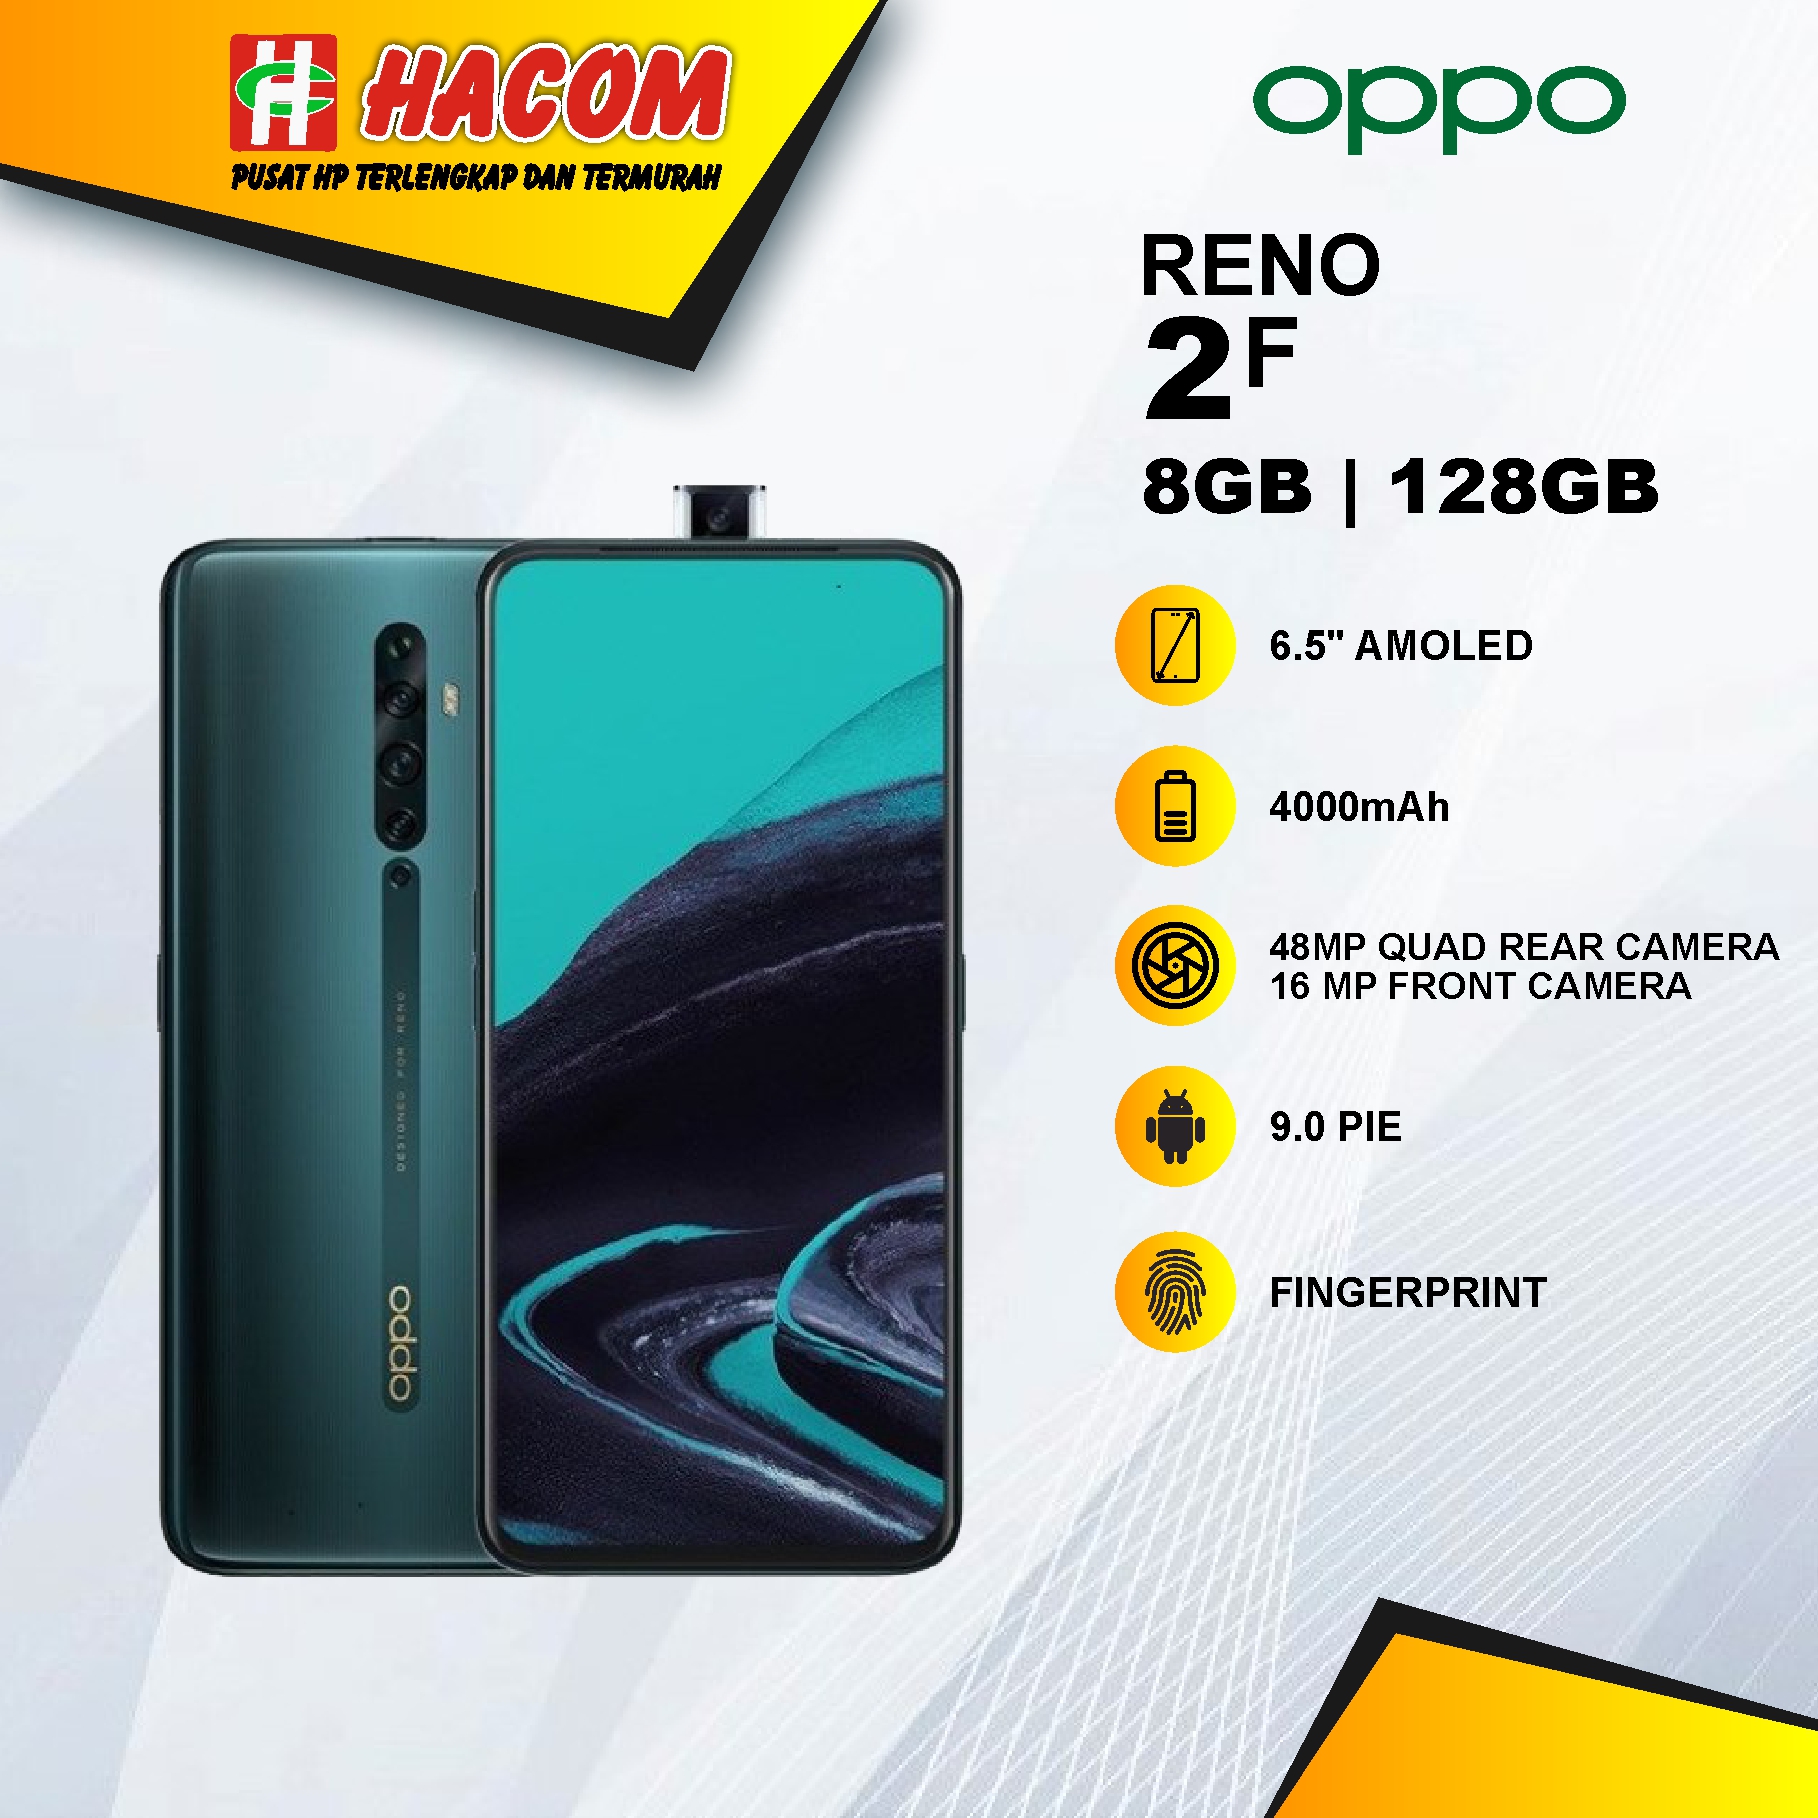 HACOM
PUSAT HP TERLENGKAP DAN TERMURAH
oppo
RENO
2F
8GB | 128GB
6.5" AMOLED
4000mAh
48MP QUAD REAR CAMERA
16 MP FRONT CAMERA
9.0 PIE
FINGERPRINT
DESIGNED FOR RENO
oppo